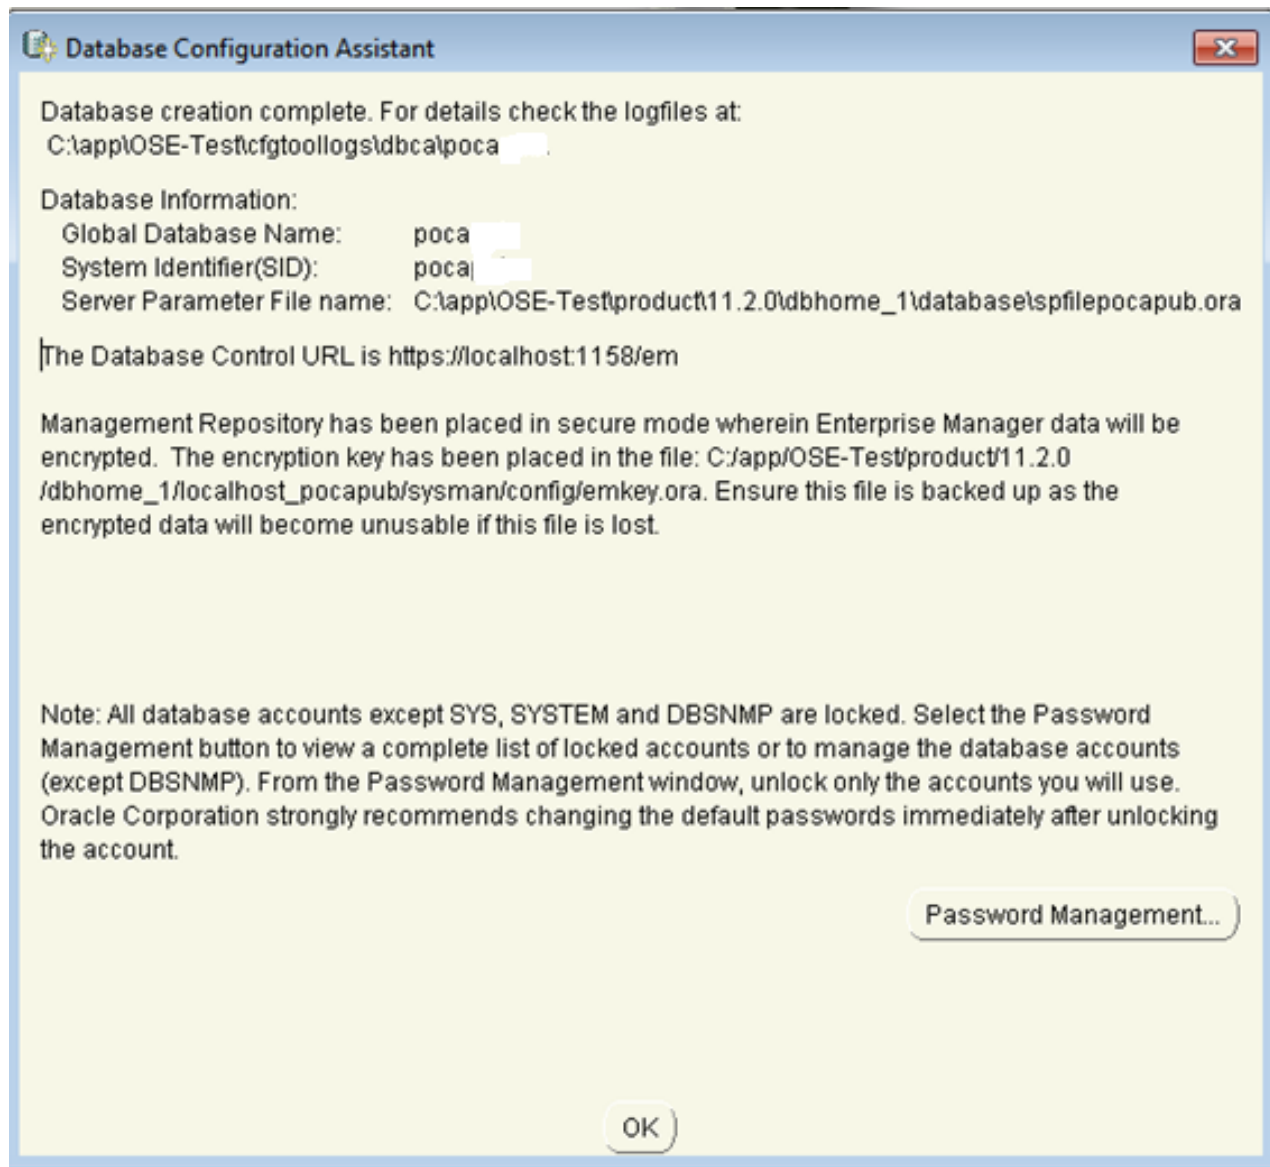 Database Configuration Assistant
Database creation complete. For details check the logfiles at:
C:\app\OSE-Test\cfgtoollogs\dbca\poca .
Database Information:
Global Database Name: poca
System Identifier(SID): poca
Server Parameter File name: C:\app\OSE-Test\product\11.2.0\dbhome_1\database\spfilepocapub.ora
The Database Control URL is https://localhost:1158/em
Management Repository has been placed in secure mode wherein Enterprise Manager data will be
encrypted. The encryption key has been placed in the file: C:/app/OSE-Test/product/11.2.0
/dbhome_1/localhost_pocapub/sysman/config/emkey.ora. Ensure this file is backed up as the
encrypted data will become unusable if this file is lost.
Note: All database accounts except SYS, SYSTEM and DBSNMP are locked. Select the Password
Management button to view a complete list of locked accounts or to manage the database accounts
(except DBSNMP). From the Password Management window, unlock only the accounts you will use.
Oracle Corporation strongly recommends changing the default passwords immediately after unlocking
the account.
Password Management...
OK